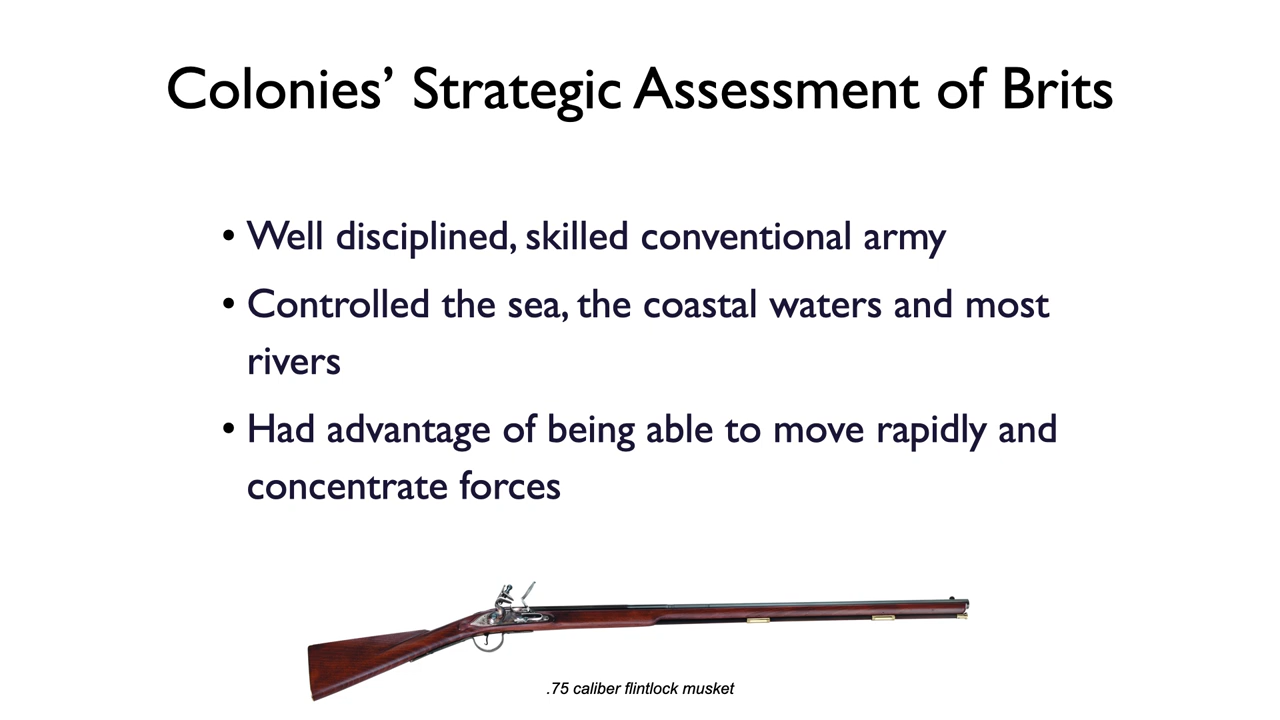 Colonies’ Strategic Assessment of Brits
• Well disciplined, skilled conventional army
• Controlled the sea, the coastal waters and most
rivers
• Had advantage of being able to move rapidly and
concentrate forces
.75 caliber flintlock musket